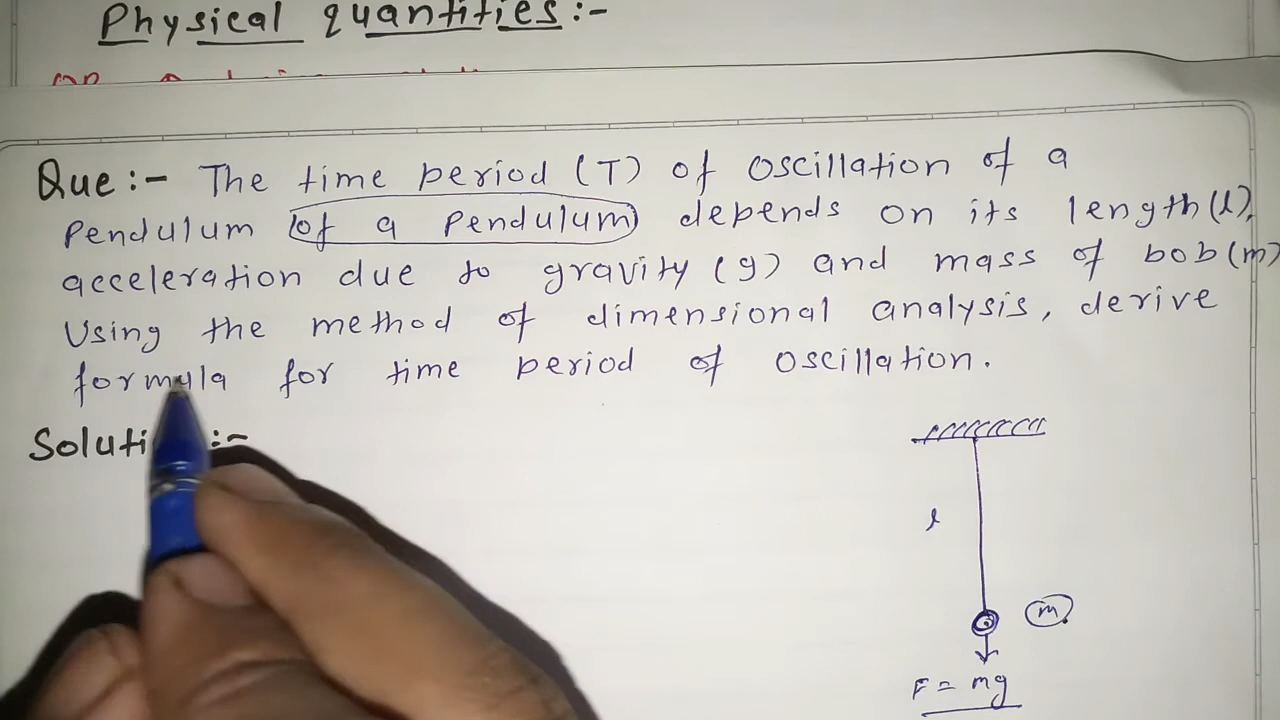 Physical quantities:-
Que:- The time period (T) of oscillation of a
Pendulum of a Pendulum depends on its length(l),
acceleration due to gravity (g) and mass of bob(m)
Using the method of dimensional analysis, derive
formula for time period of oscillation.
Soluti :-
l
m
F = mg